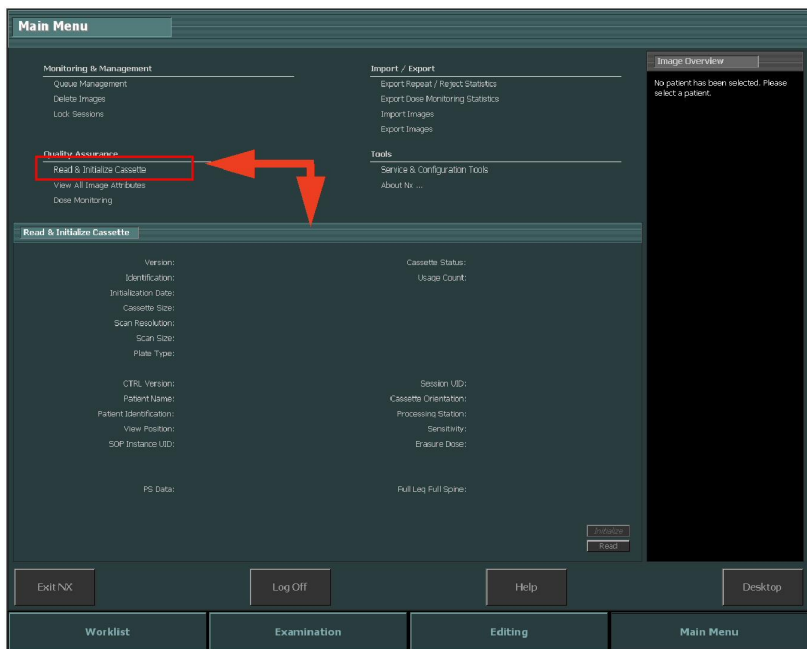 Main Menu
Monitoring & Management
Queue Management
Delete Images
Lock Sessions
Import / Export
Export Repeat / Reject Statistics
Export Dose Monitoring Statistics
Import Images
Export Images
Quality Assurance
Read & Initialize Cassette
View All Image Attributes
Dose Monitoring
Tools
Service & Configuration Tools
About Nx ...
Image Overview
No patient has been selected. Please
select a patient.
Read & Initialize Cassette
Version:
Identification:
Initialization Date:
Cassette Size:
Scan Resolution:
Scan Size:
Plate Type:
Cassette Status:
Usage Count:
CTRL Version:
Patient Name:
Patient Identification:
View Position:
SOP Instance UID:
Session UID:
Cassette Orientation:
Processing Station:
Sensitivity:
Erasure Dose:
PS Data:
Full Leg Full Spine:
Initialize
Read
Exit NX
Log Off
Help
Desktop
Worklist
Examination
Editing
Main Menu